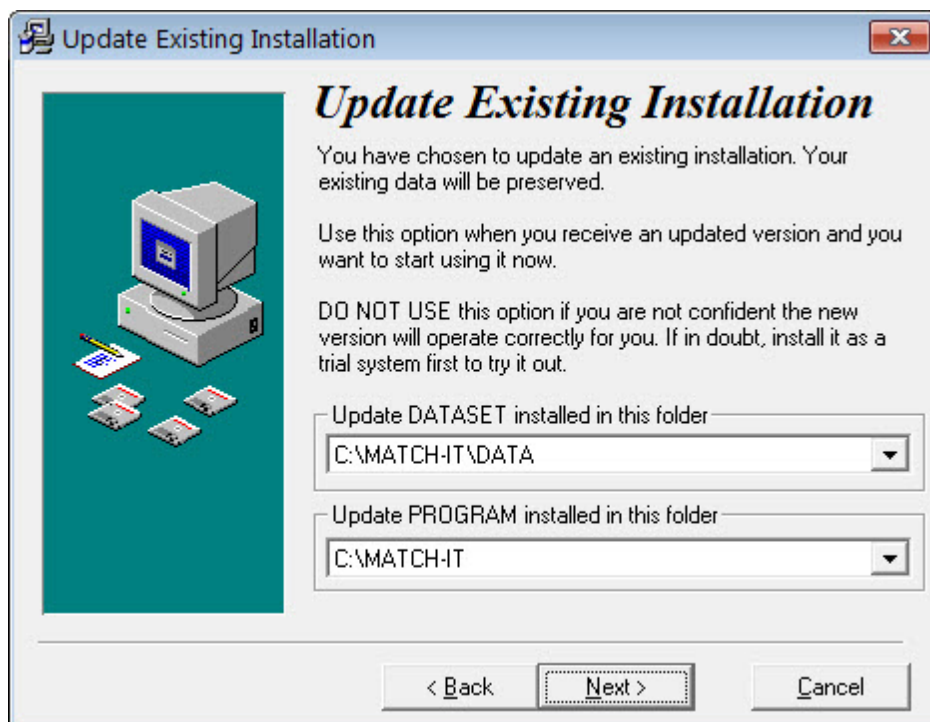 Update Existing Installation
Update Existing Installation
You have chosen to update an existing installation. Your
existing data will be preserved.
Use this option when you receive an updated version and you
want to start using it now.
DO NOT USE this option if you are not confident the new
version will operate correctly for you. If in doubt, install it as a
trial system first to try it out.
Update DATASET installed in this folder
C:\MATCH-IT\DATA
Update PROGRAM installed in this folder
C:\MATCH-IT
< Back Next > Cancel